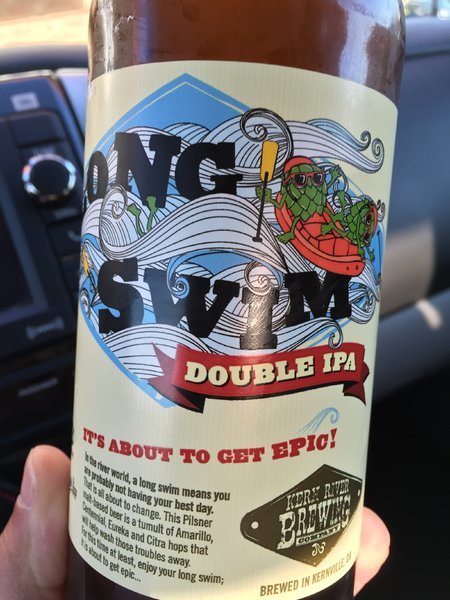 ONG
SWIM
DOUBLE IPA
IT'S ABOUT TO GET EPIC!
In the river world, a long swim means you
are probably not having your best day.
that is all about to change. This Pilsner
malt-based beer is a tumult of Amarillo,
Centennial, Eureka and Citra hops that
will help wash those troubles away.
for this time at least, enjoy your long swim;
it's about to get epic...
KERN RIVER
BREWING
COMPANY
BREWED IN KERNVILLE, CA